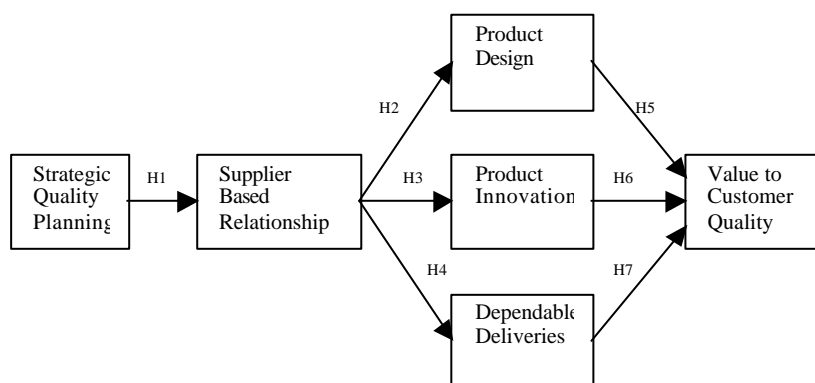 Product
Design
H2
H5
Strategic
Quality
Planning
H1
Supplier
Based
Relationship
H3
Product
Innovation
H6
Value to
Customer
Quality
H4
H7
Dependable
Deliveries